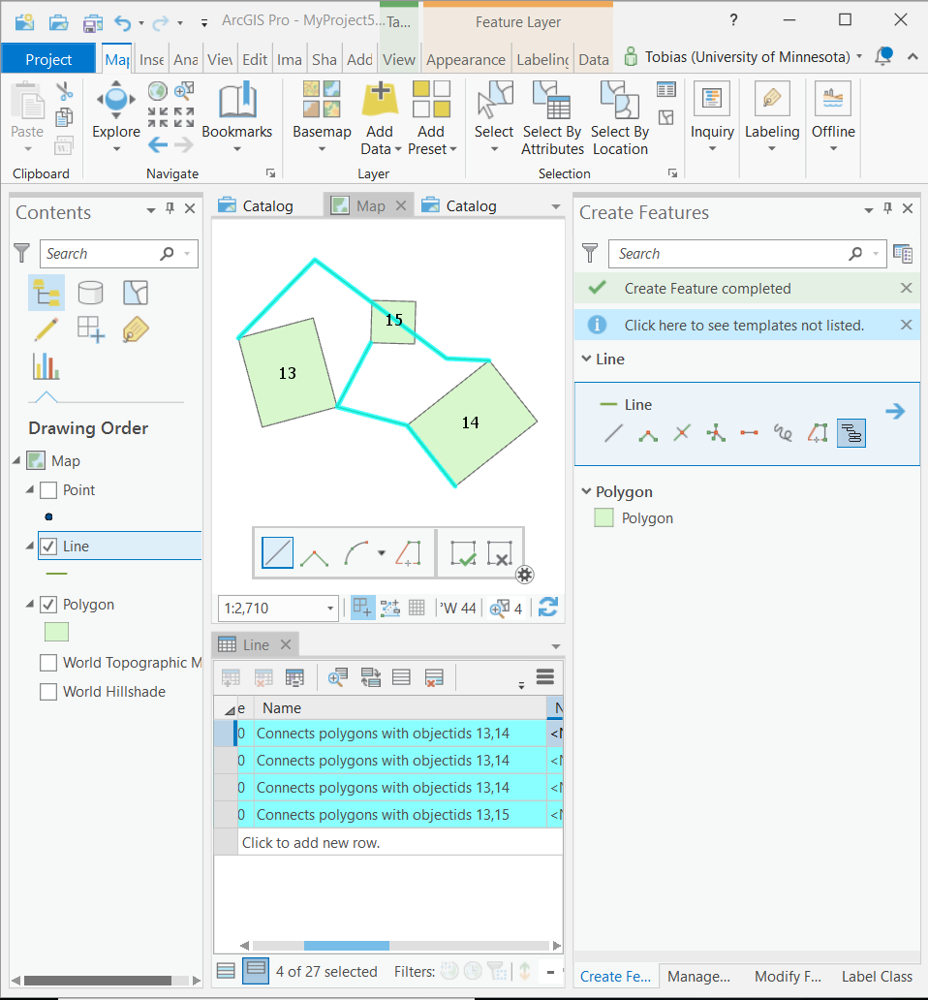 ArcGIS Pro - MyProject5... Ta... Feature Layer ?
Project Map Inse Ana View Edit Ima Sha Add View Appearance Labeling Data Tobias (University of Minnesota)
Paste Explore Bookmarks Basemap Add Data Add Preset Select Select By Attributes Select By Location Inquiry Labeling Offline
Clipboard Navigate Layer Selection
Contents
Search
Drawing Order
Map
Point
Line
Polygon
World Topographic M
World Hillshade
Catalog Map Catalog
15
13
14
1:2,710 'W 44 4
Line
e Name N
0 Connects polygons with objectids 13,14 <N
0 Connects polygons with objectids 13,14 <N
0 Connects polygons with objectids 13,14 <N
0 Connects polygons with objectids 13,15 <N
Click to add new row.
4 of 27 selected Filters:
Create Features
Search
Create Feature completed
Click here to see templates not listed.
Line
Line
Polygon
Polygon
Create Fe... Manage... Modify F... Label Class